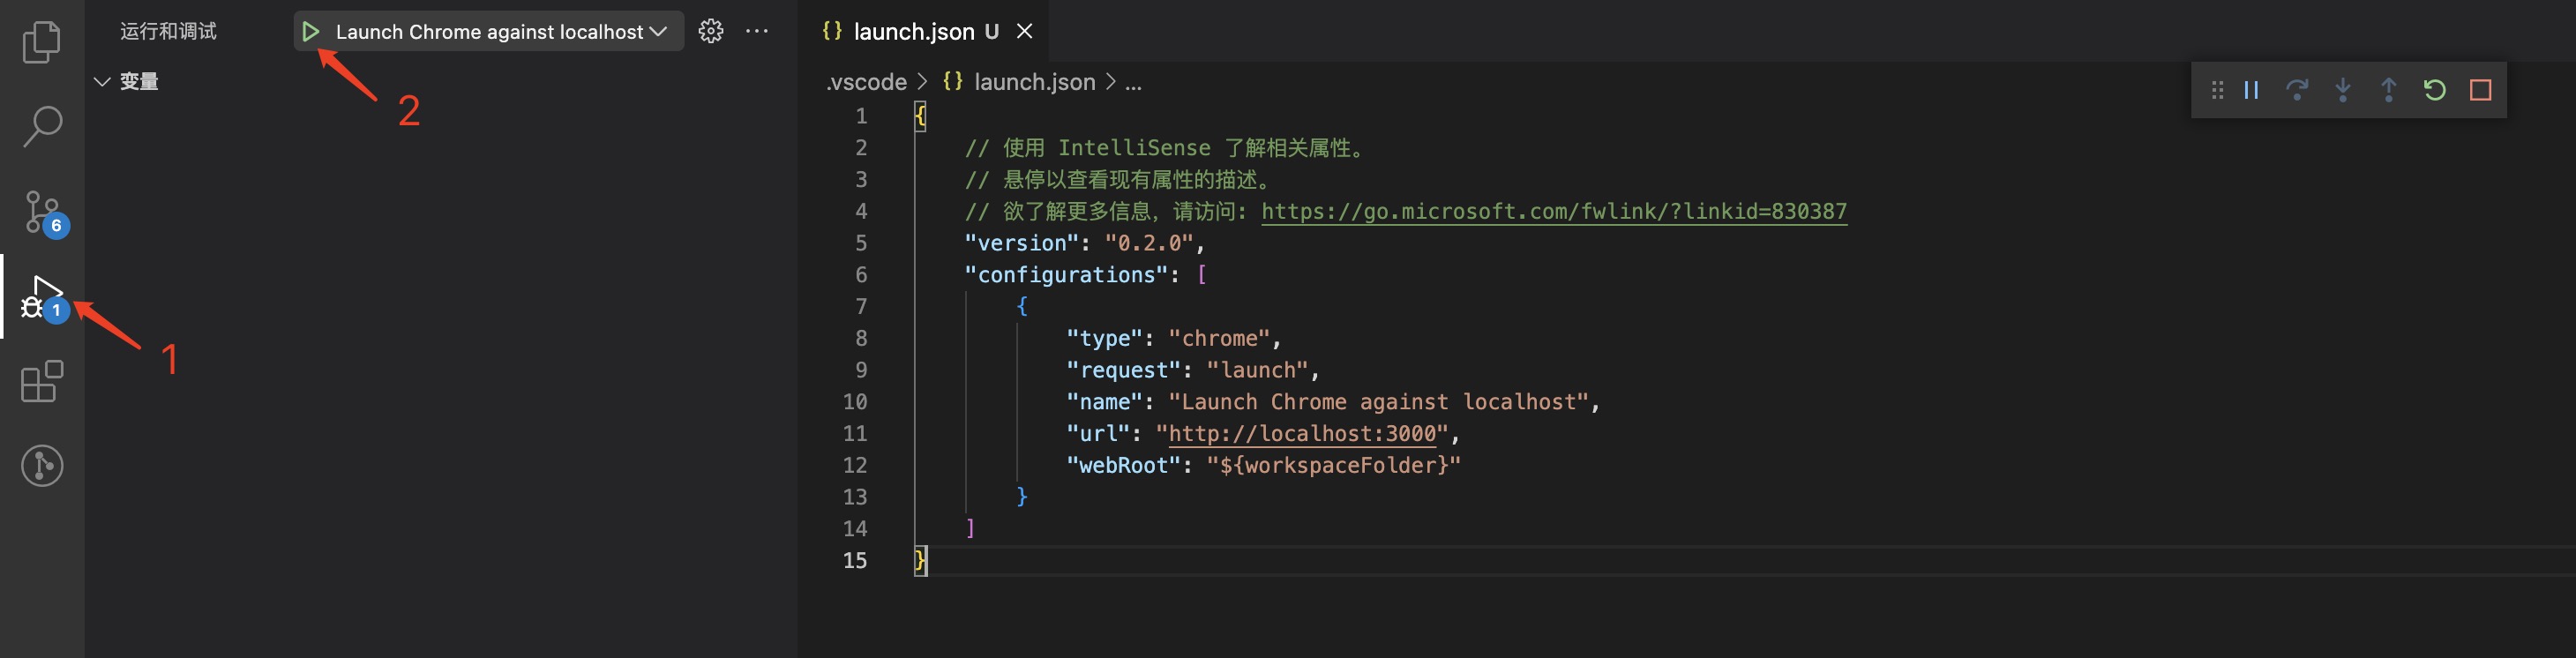 运行和调试
Launch Chrome against localhost
变量
2
6
1
1
{} launch.json U
.vscode > {} launch.json > ...
1 {
2 // 使用 IntelliSense 了解相关属性。
3 // 悬停以查看现有属性的描述。
4 // 欲了解更多信息，请访问: https://go.microsoft.com/fwlink/?linkid=830387
5 "version": "0.2.0",
6 "configurations": [
7 {
8 "type": "chrome",
9 "request": "launch",
10 "name": "Launch Chrome against localhost",
11 "url": "http://localhost:3000",
12 "webRoot": "${workspaceFolder}"
13 }
14 ]
15 }